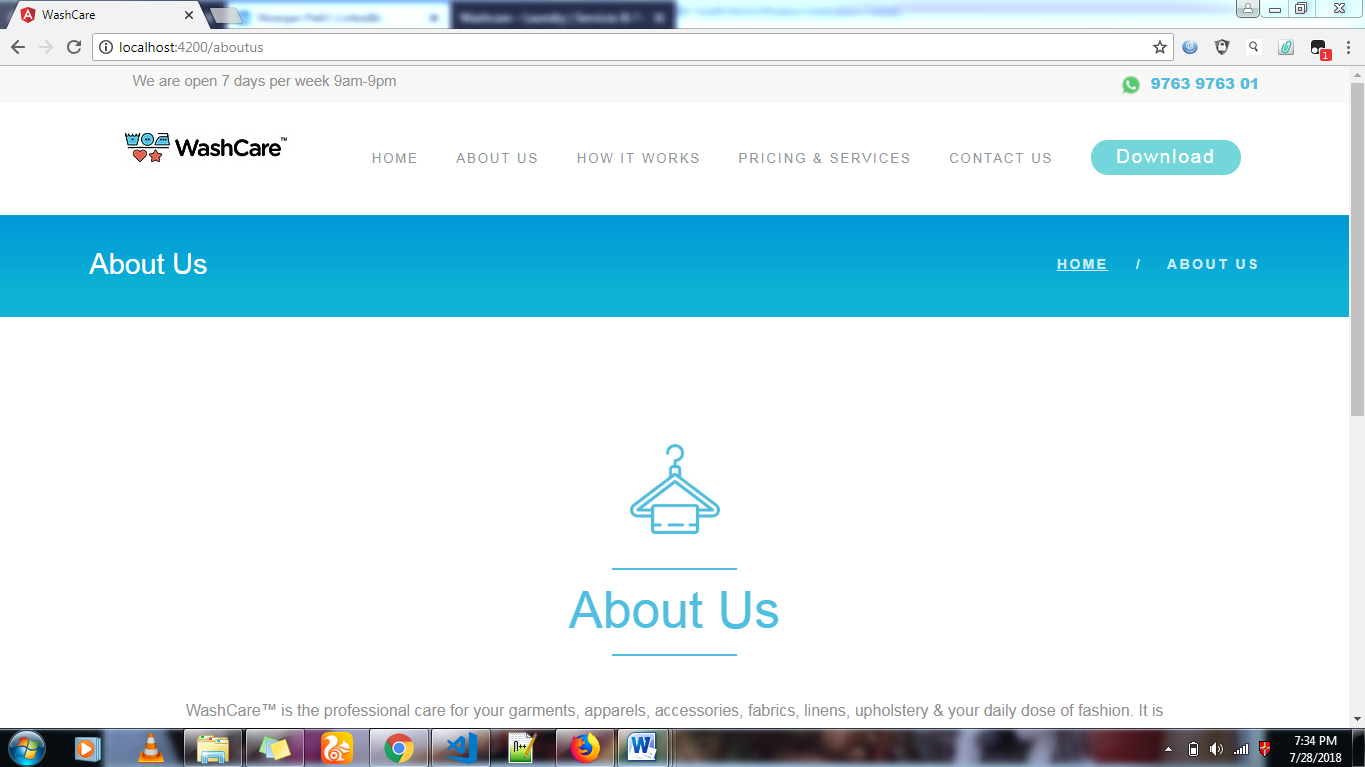 WashCare
localhost:4200/aboutus
1
We are open 7 days per week 9am-9pm
9763 9763 01
WashCare™
HOME
ABOUT US
HOW IT WORKS
PRICING & SERVICES
CONTACT US
Download
About Us
HOME / ABOUT US
About Us
WashCare™ is the professional care for your garments, apparels, accessories, fabrics, linens, upholstery & your daily dose of fashion. It is
7:34 PM
7/28/2018